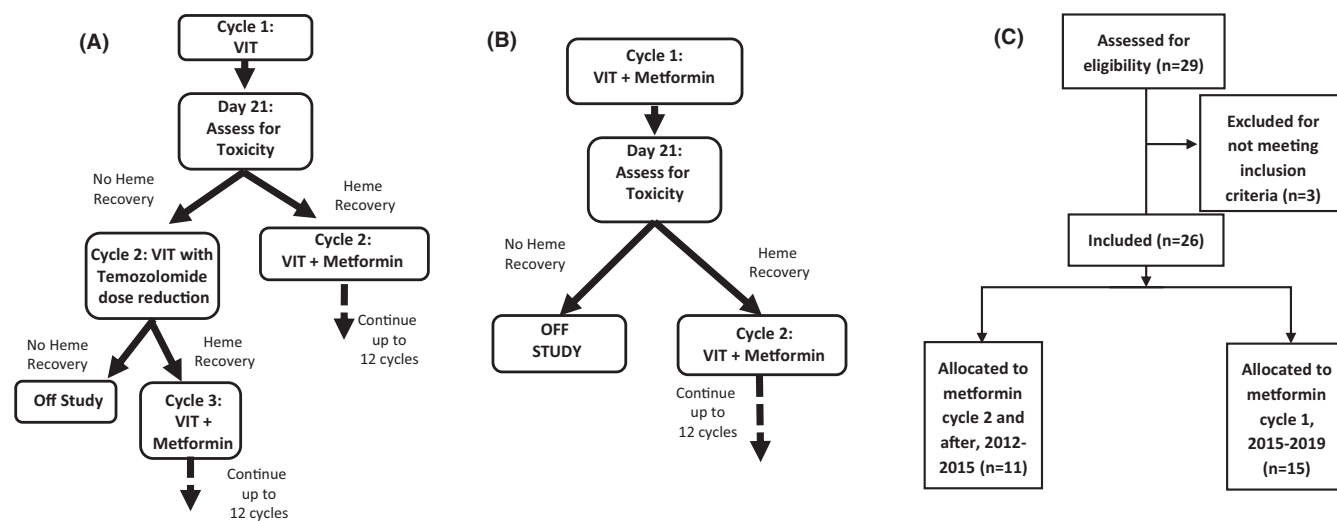 (A)
Cycle 1:
VIT
Day 21:
Assess for
Toxicity
No Heme
Recovery
Heme
Recovery
Cycle 2: VIT with
Temozolomide
dose reduction
Cycle 2:
VIT + Metformin
Continue
up to
12 cycles
No Heme
Recovery
Heme
Recovery
Off Study
Cycle 3:
VIT +
Metformin
Continue
up to
12 cycles
(B)
Cycle 1:
VIT + Metformin
Day 21:
Assess for
Toxicity
No Heme
Recovery
Heme
Recovery
OFF
STUDY
Cycle 2:
VIT + Metformin
Continue
up to
12 cycles
(C)
Assessed for
eligibility (n=29)
Excluded for
not meeting
inclusion
criteria (n=3)
Included (n=26)
Allocated to
metformin
cycle 2 and
after, 2012-
2015 (n=11)
Allocated to
metformin
cycle 1,
2015-2019
(n=15)